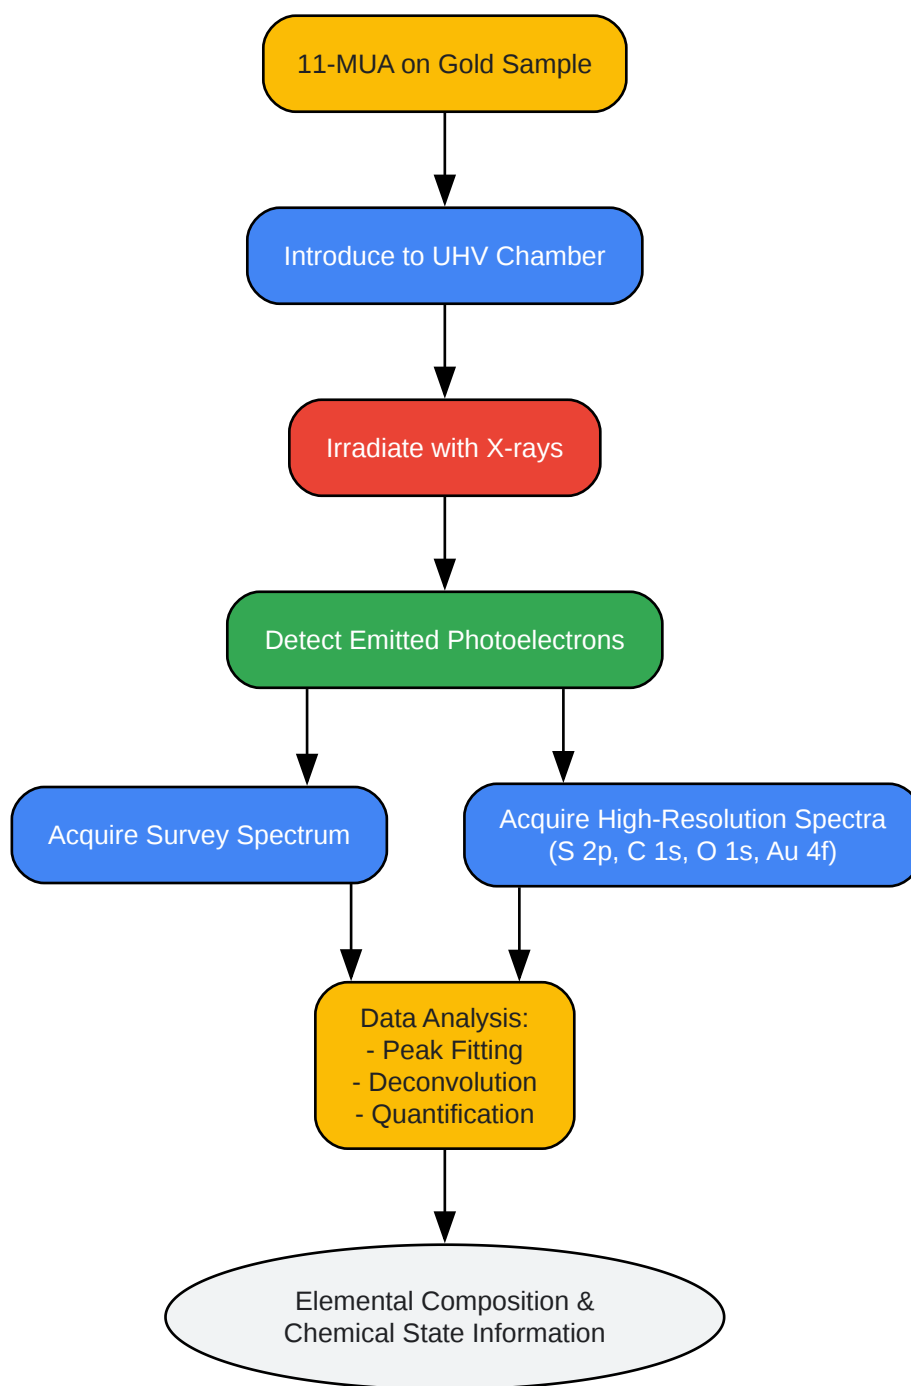 11-MUA on Gold Sample
Introduce to UHV Chamber
Irradiate with X-rays
Detect Emitted Photoelectrons
Acquire Survey Spectrum
Acquire High-Resolution Spectra
(S 2p, C 1s, O 1s, Au 4f)
Data Analysis:
- Peak Fitting
- Deconvolution
- Quantification
Elemental Composition &
Chemical State Information